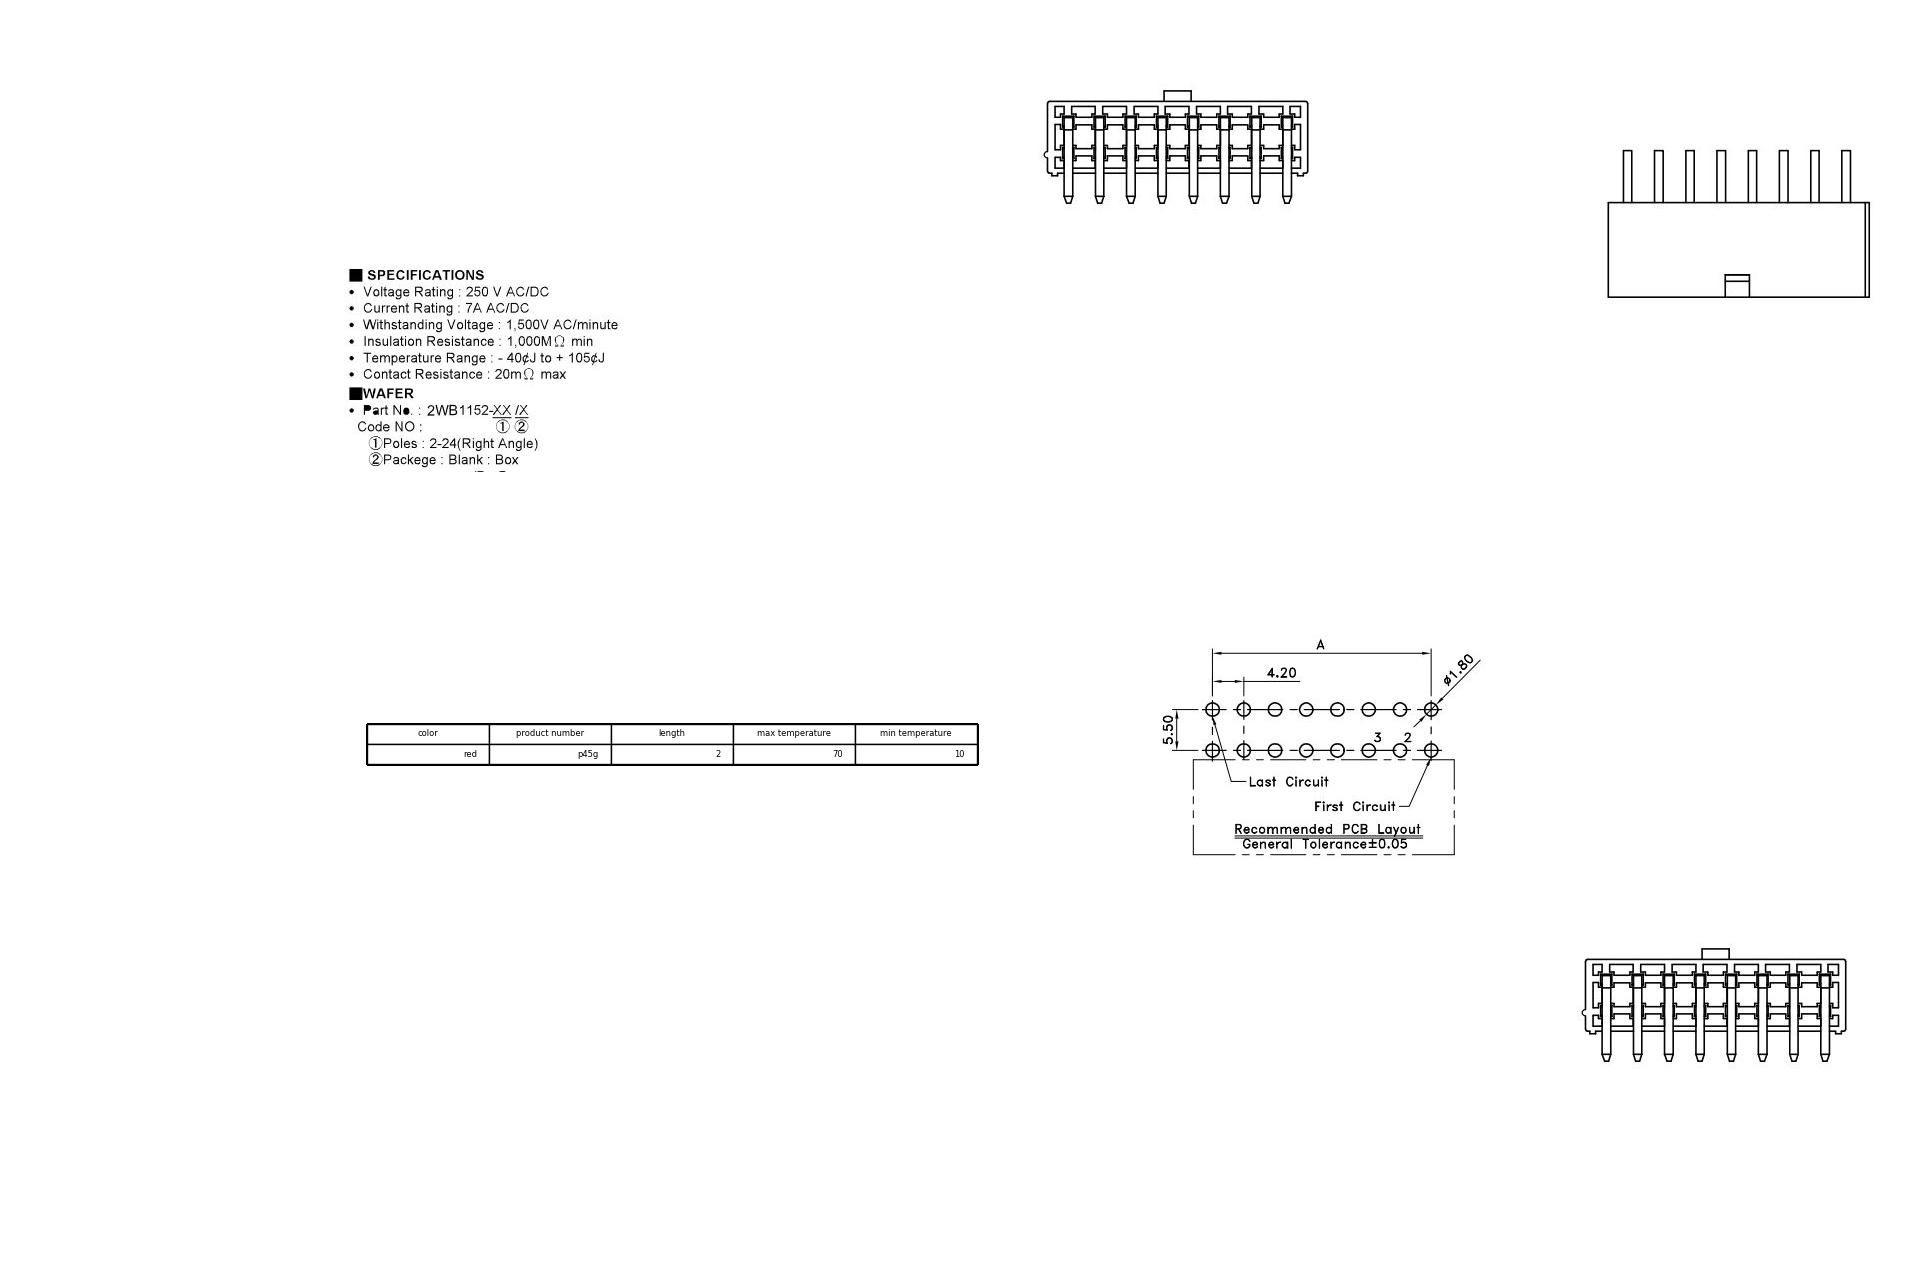 ■ SPECIFICATIONS
• Voltage Rating : 250 V AC/DC
• Current Rating : 7A AC/DC
• Withstanding Voltage : 1,500V AC/minute
• Insulation Resistance : 1,000MΩ min
• Temperature Range : - 40¢J to + 105¢J
• Contact Resistance : 20mΩ max
■WAFER
• Part No. : 2WB1152-XX /X
Code NO : ① ②
①Poles : 2-24(Right Angle)
②Packege : Blank : Box
color product number length max temperature min temperature
red p45g 2 70 10
A
4.20
ø1.80
5.50
3 2
Last Circuit
First Circuit
Recommended PCB Layout
General Tolerance±0.05